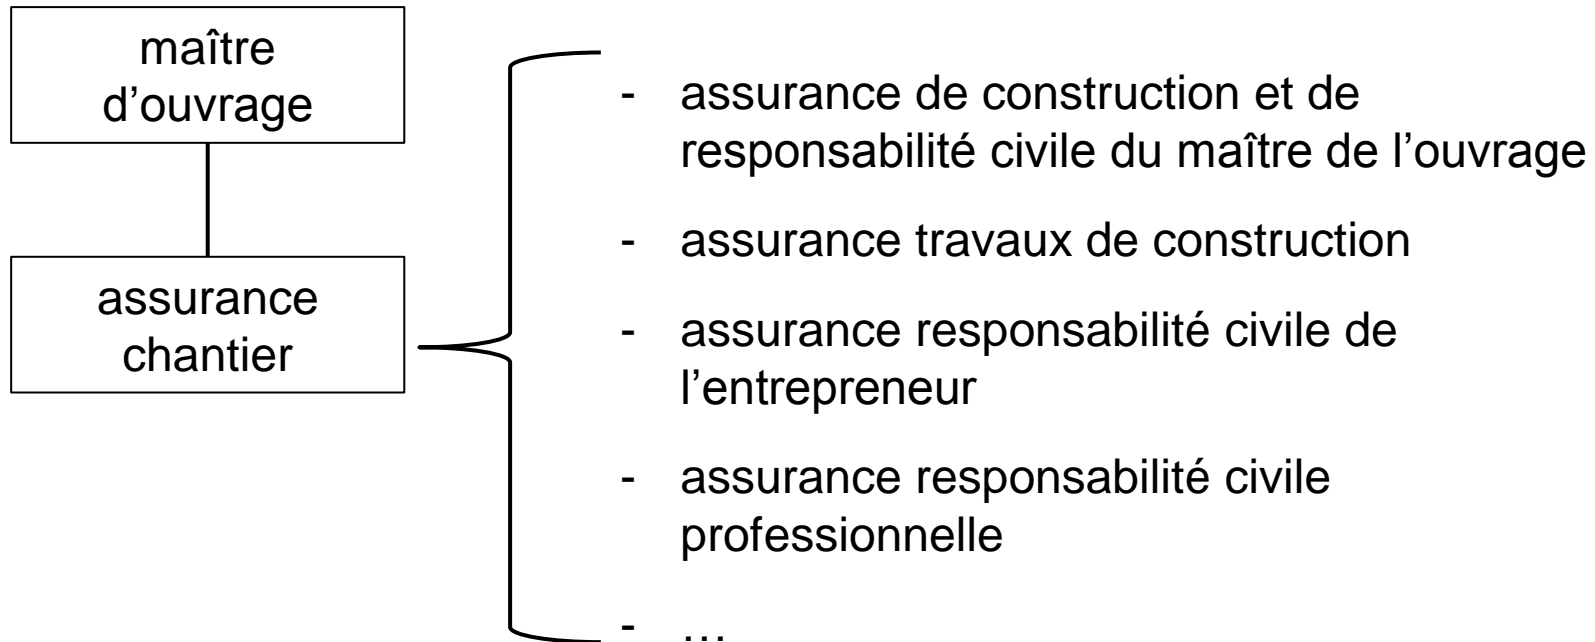 maître
d’ouvrage
assurance
chantier
- assurance de construction et de
responsabilité civile du maître de l’ouvrage
- assurance travaux de construction
- assurance responsabilité civile de
l’entrepreneur
- assurance responsabilité civile
professionnelle
- ...